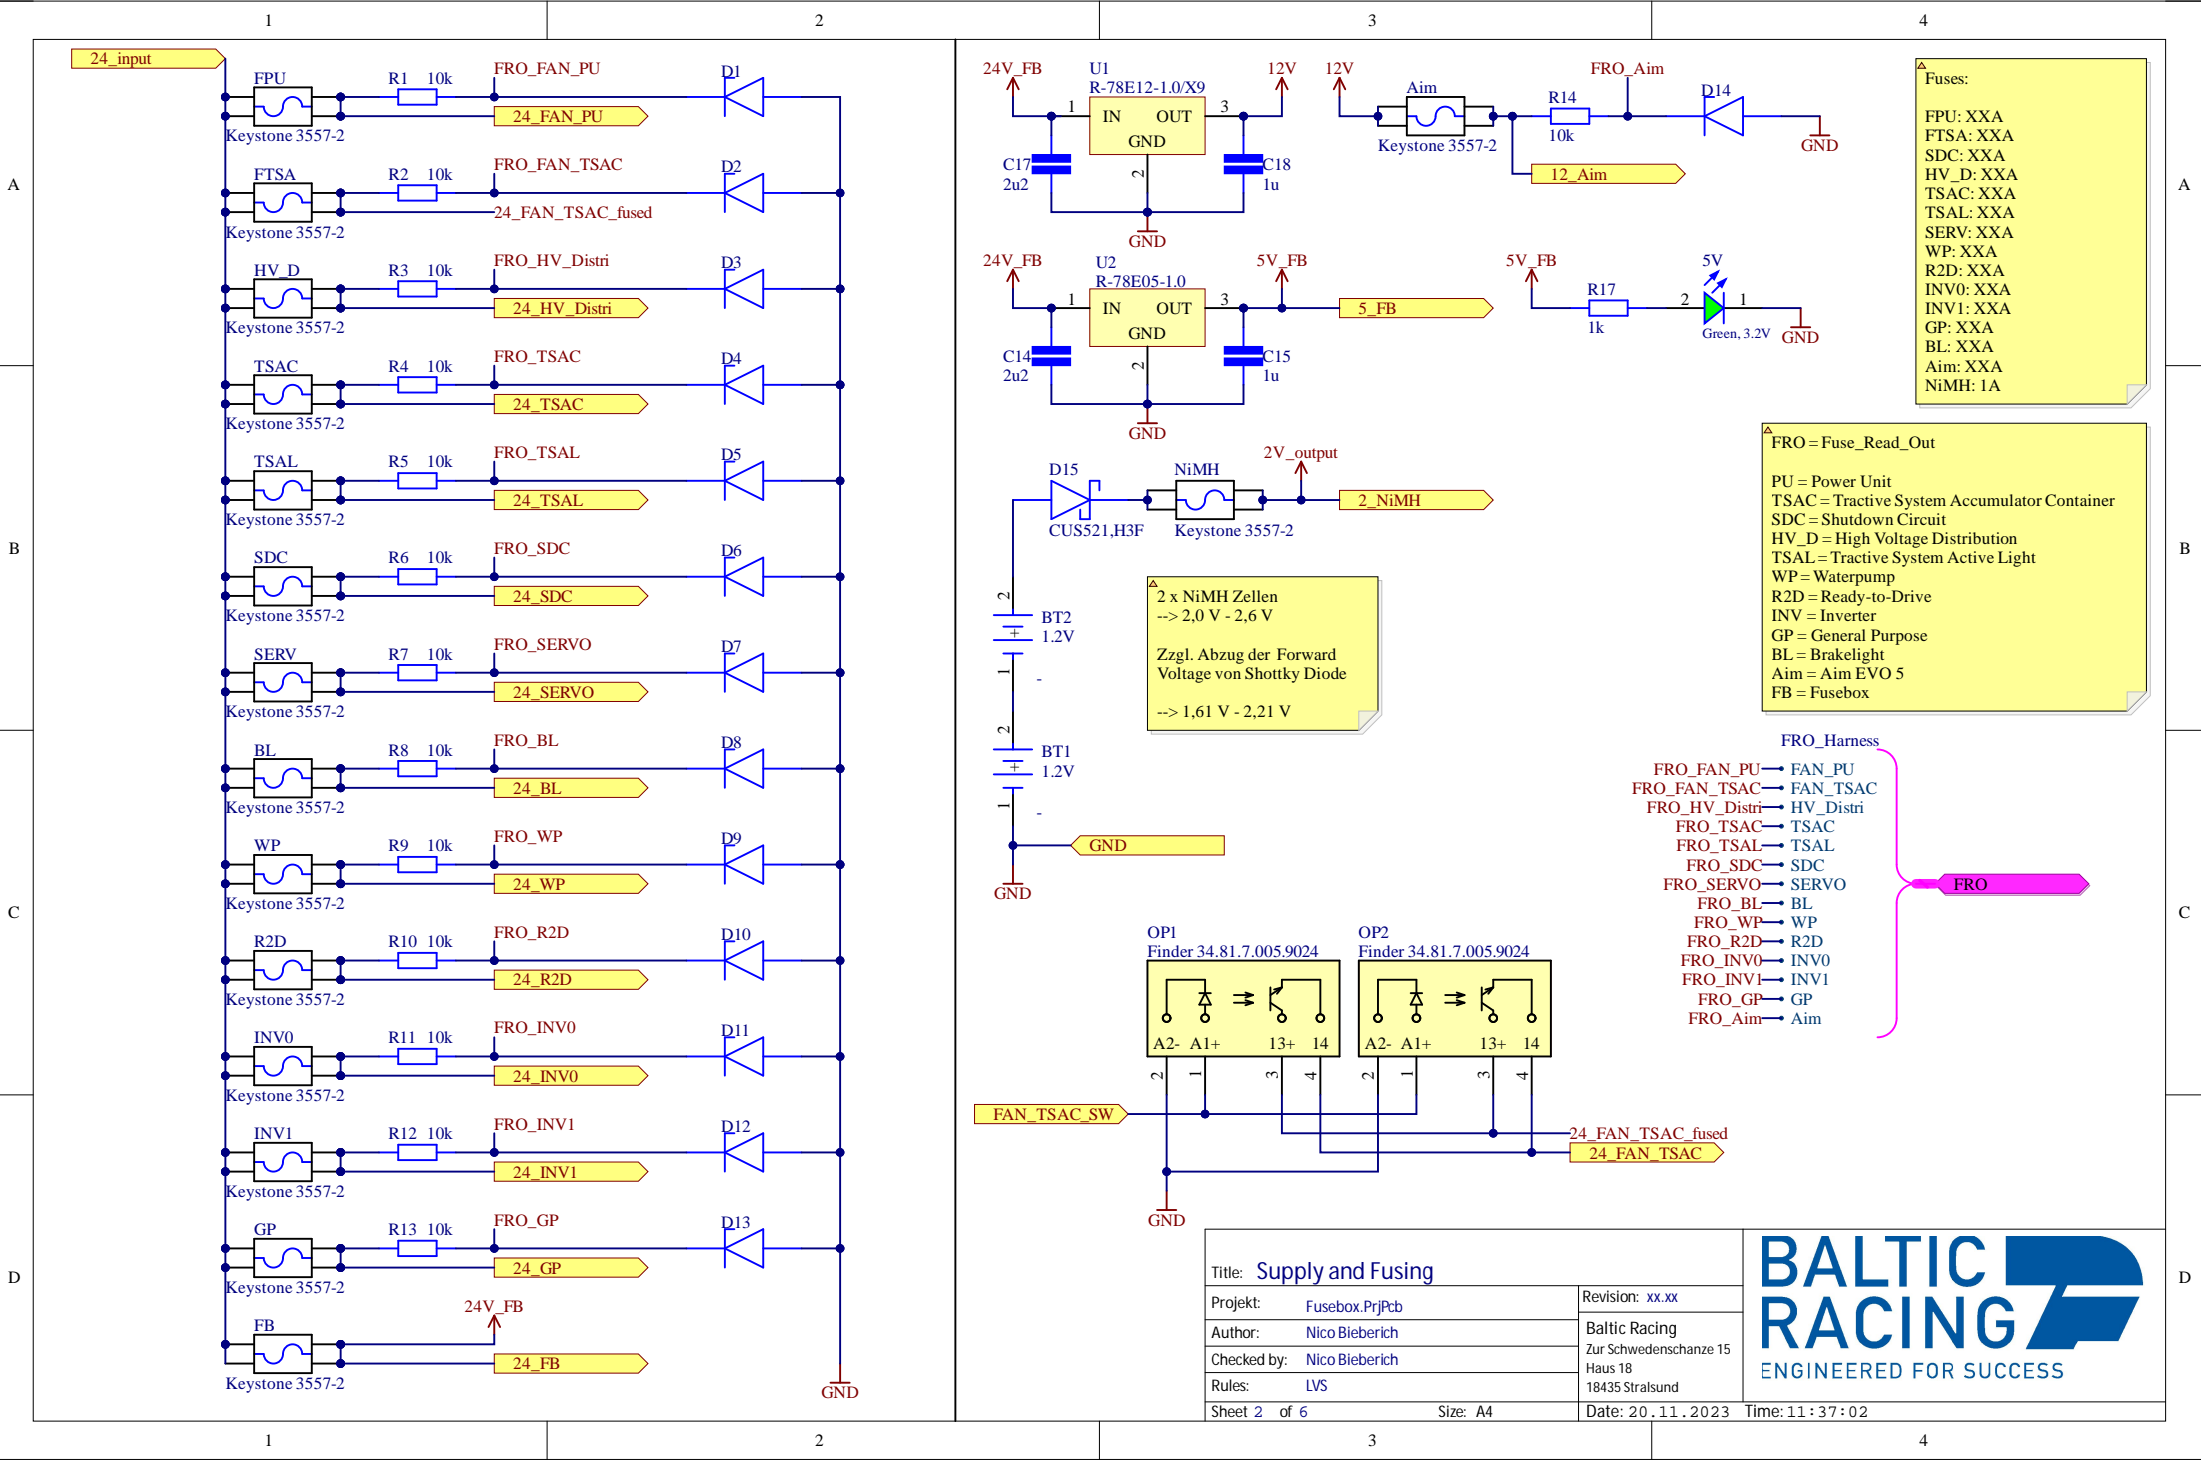 1 2 3 4
A A
B B
C C
D D
1 2 3 4
24_input
FPU R1 10k FRO_FAN_PU D1
24_FAN_PU
Keystone 3557-2
FTSA R2 10k FRO_FAN_TSAC D2
24_FAN_TSAC_fused
Keystone 3557-2
HV_D R3 10k FRO_HV_Distri D3
24_HV_Distri
Keystone 3557-2
TSAC R4 10k FRO_TSAC D4
24_TSAC
Keystone 3557-2
TSAL R5 10k FRO_TSAL D5
24_TSAL
Keystone 3557-2
SDC R6 10k FRO_SDC D6
24_SDC
Keystone 3557-2
SERV R7 10k FRO_SERVO D7
24_SERVO
Keystone 3557-2
BL R8 10k FRO_BL D8
24_BL
Keystone 3557-2
WP R9 10k FRO_WP D9
24_WP
Keystone 3557-2
R2D R10 10k FRO_R2D D10
24_R2D
Keystone 3557-2
INV0 R11 10k FRO_INV0 D11
24_INV0
Keystone 3557-2
INV1 R12 10k FRO_INV1 D12
24_INV1
Keystone 3557-2
GP R13 10k FRO_GP D13
24_GP
Keystone 3557-2
FB 24V_FB
24_FB
Keystone 3557-2
GND
24V_FB U1 12V
R-78E12-1.0/X9
1 IN OUT 3
GND
2
C17 C18
2u2 1u
GND
12V Aim FRO_Aim
R14 D14
10k
Keystone 3557-2
12_Aim
GND
24V_FB U2 5V_FB
R-78E05-1.0
1 IN OUT 3
GND
2
5_FB
C14 C15
2u2 1u
GND
5V_FB 5V
R17 2 1
1k Green, 3.2V GND
D15 NiMH 2V_output
2_NiMH
CUS521,H3F Keystone 3557-2
2
BT2
1.2V
1
-
2
BT1
1.2V
1
-
GND
GND
2 x NiMH Zellen
--> 2,0 V - 2,6 V
Zzgl. Abzug der Forward
Voltage von Shottky Diode
--> 1,61 V - 2,21 V
Fuses:
FPU: XXA
FTSA: XXA
SDC: XXA
HV_D: XXA
TSAC: XXA
TSAL: XXA
SERV: XXA
WP: XXA
R2D: XXA
INV0: XXA
INV1: XXA
GP: XXA
BL: XXA
Aim: XXA
NiMH: 1A
FRO = Fuse_Read_Out
PU = Power Unit
TSAC = Tractive System Accumulator Container
SDC = Shutdown Circuit
HV_D = High Voltage Distribution
TSAL = Tractive System Active Light
WP = Waterpump
R2D = Ready-to-Drive
INV = Inverter
GP = General Purpose
BL = Brakelight
Aim = Aim EVO 5
FB = Fusebox
FRO_Harness
FRO_FAN_PU FAN_PU
FRO_FAN_TSAC FAN_TSAC
FRO_HV_Distri HV_Distri
FRO_TSAC TSAC
FRO_TSAL TSAL
FRO_SDC SDC
FRO_SERVO SERVO
FRO_BL BL
FRO_WP WP
FRO_R2D R2D
FRO_INV0 INV0
FRO_INV1 INV1
FRO_GP GP
FRO_Aim Aim
FRO
OP1 OP2
Finder 34.81.7.005.9024 Finder 34.81.7.005.9024
A2- A1+ 13+ 14 A2- A1+ 13+ 14
2 1 3 4 2 1 3 4
FAN_TSAC_SW
24_FAN_TSAC_fused
24_FAN_TSAC
GND
Title: Supply and Fusing
Projekt: Fusebox.PrjPcb
Author: Nico Bieberich
Checked by: Nico Bieberich
Rules: LVS
Sheet 2 of 6 Size: A4
Revision: xx.xx
Baltic Racing
Zur Schwedenschanze 15
Haus 18
18435 Stralsund
Date: 20.11.2023 Time: 11:37:02
BALTIC
RACING
ENGINEERED FOR SUCCESS